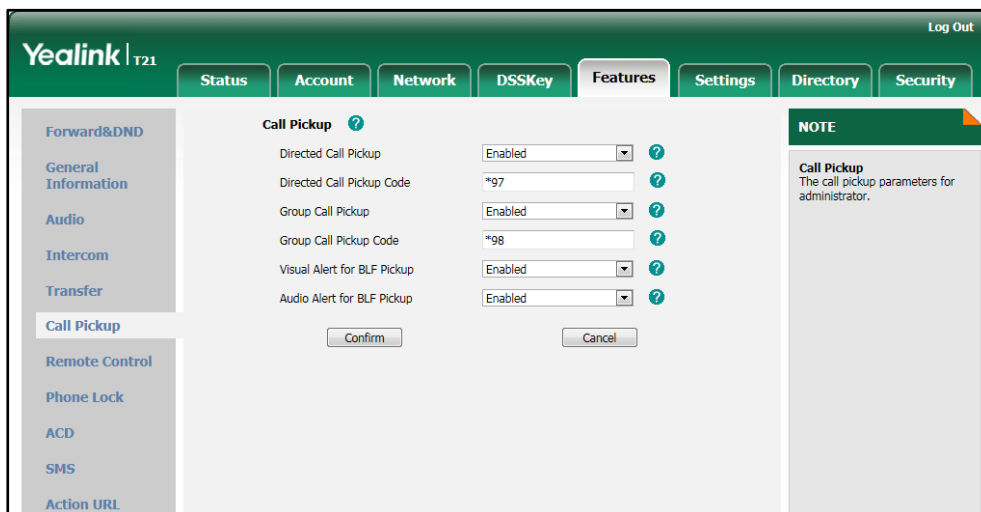 Log Out
Yealink T21
Status Account Network DSSKey Features Settings Directory Security
Forward&DND
General
Information
Audio
Intercom
Transfer
Call Pickup
Remote Control
Phone Lock
ACD
SMS
Action URL
Call Pickup ?
Directed Call Pickup Enabled ?
Directed Call Pickup Code *97 ?
Group Call Pickup Enabled ?
Group Call Pickup Code *98 ?
Visual Alert for BLF Pickup Enabled ?
Audio Alert for BLF Pickup Enabled ?
Confirm Cancel
NOTE
Call Pickup
The call pickup parameters for
administrator.